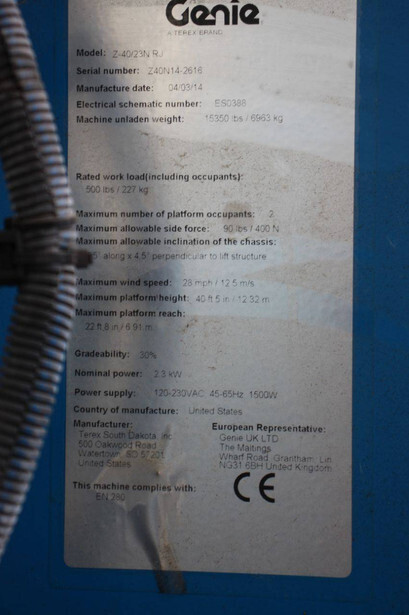 Genie
A TEREX BRAND
Model: Z-40/23N RJ
Serial number: Z40N14-2616
Manufacture date: 04/03/14
Electrical schematic number: ES0388
Machine unladen weight: 15350 lbs / 6963 kg
Rated work load(including occupants):
500 lbs / 227 kg
Maximum number of platform occupants: 2
Maximum allowable side force: 90 lbs / 400 N
Maximum allowable inclination of the chassis:
along x 4.5° perpendicular to lift structure
Maximum wind speed: 28 mph / 12.5 m/s
Maximum platform height: 40 ft 5 in / 12.32 m
Maximum platform reach:
22 ft 8 in / 6.91 m
Gradeability: 30%
Nominal power: 2.3 kW
Power supply: 120-230VAC, 45-65Hz, 1500W
Country of manufacture: United States
Manufacturer:
Terex South Dakota, Inc
500 Oakwood Road
Watertown, SD 57201
United States
European Representative:
Genie UK LTD
The Maltings
Wharf Road, Grantham, Lin.
NG31 6BH United Kingdom
This machine complies with:
EN 280
CE